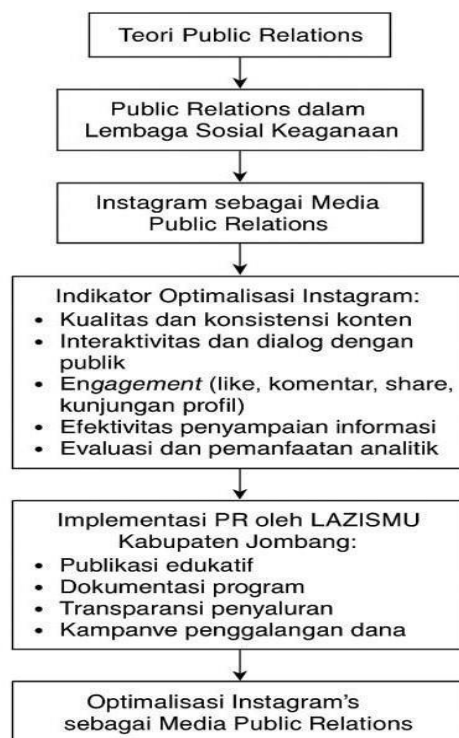 Teori Public Relations
Public Relations dalam
Lembaga Sosial Keaganaan
Instagram sebagai Media
Public Relations
Indikator Optimalisasi Instagram:
• Kualitas dan konsistensi konten
• Interaktivitas dan dialog dengan
publik
• Engagement (like, komentar, share,
kunjungan profil)
• Efektivitas penyampaian informasi
• Evaluasi dan pemanfaatan analitik
Implementasi PR oleh LAZISMU
Kabupaten Jombang:
• Publikasi edukatif
• Dokumentasi program
• Transparansi penyaluran
• Kampanve penggalangan dana
Optimalisasi Instagram's
sebagai Media Public Relations